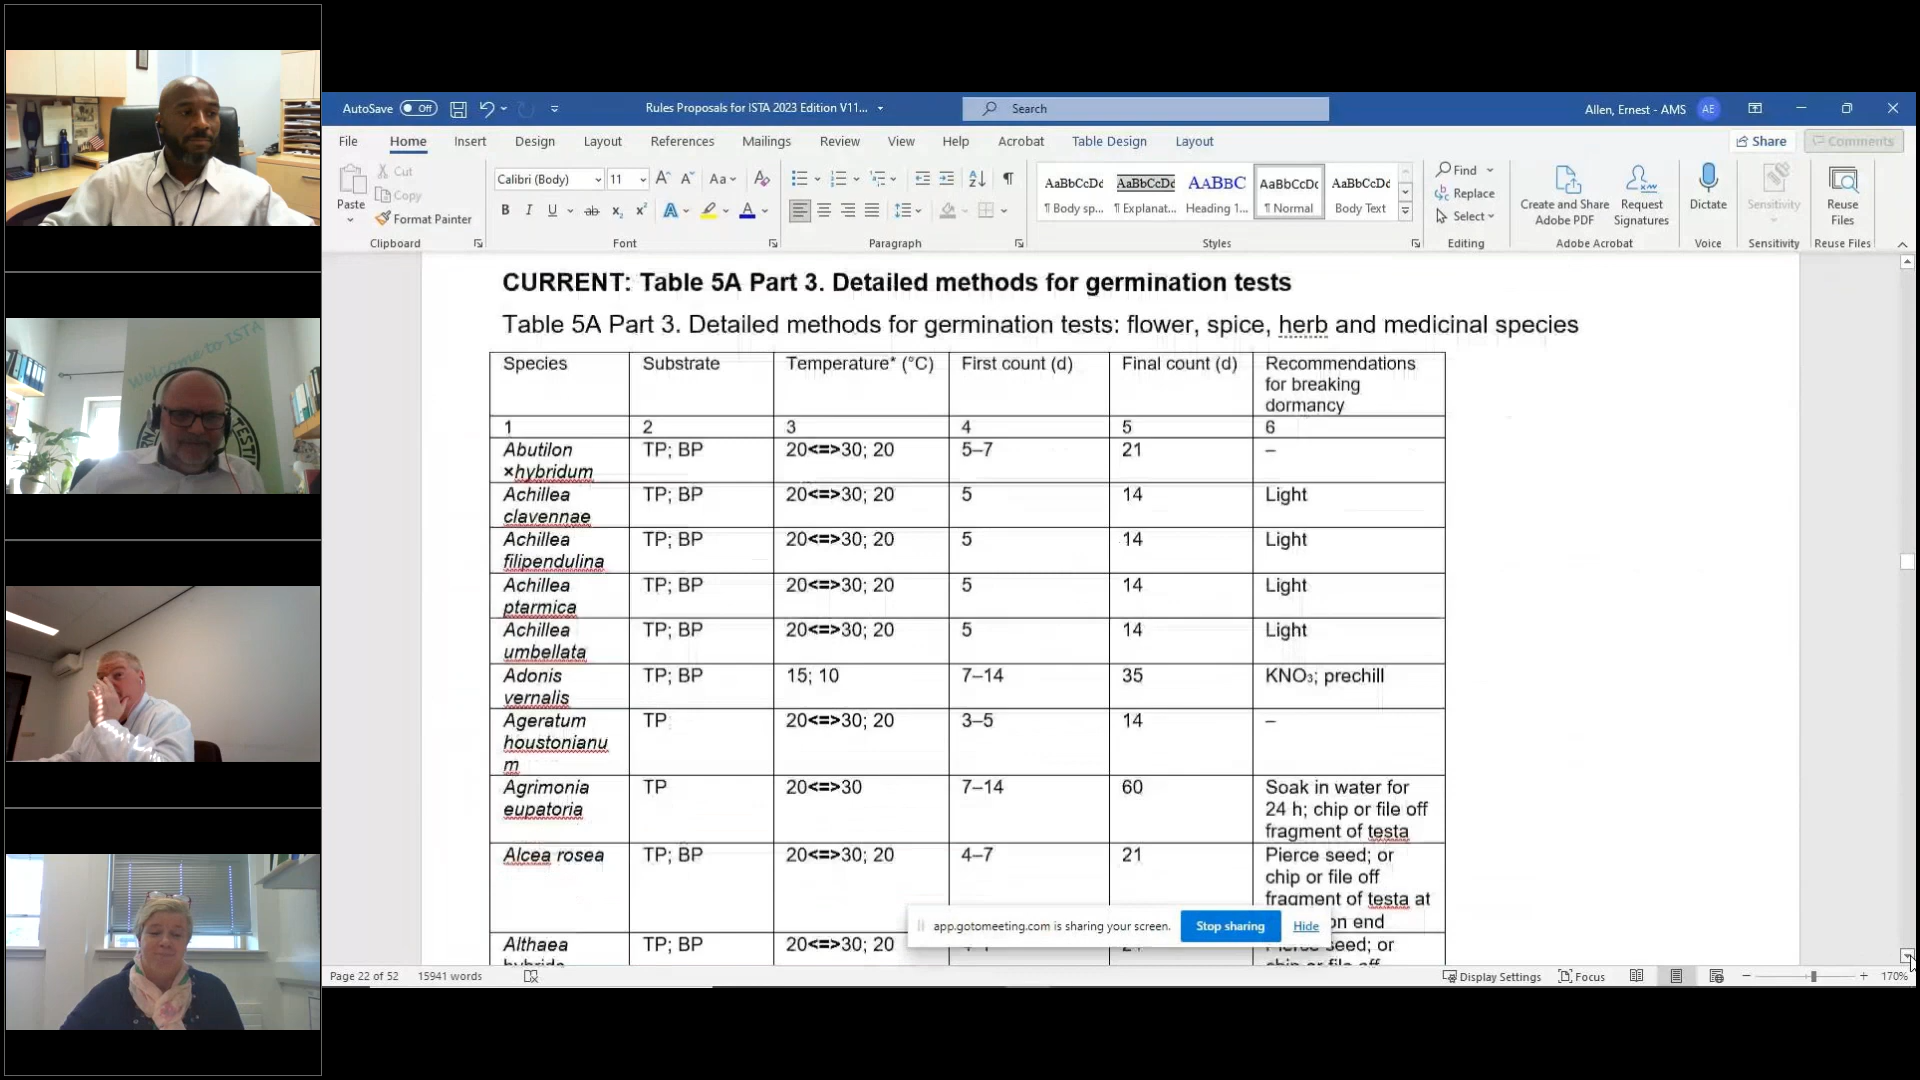 AutoSave Off
Rules Proposals for ISTA 2023 Edition V11...
Search
Allen, Ernest - AMS AE
File Home Insert Design Layout References Mailings Review View Help Acrobat Table Design Layout
Share Comments
Paste
Cut
Copy
Format Painter
Clipboard
Calibri (Body) 11
Font
Paragraph
AaBbCcDc AaBbCcDc AABBC AaBbCcDc AaBbCcDc
¶ Body sp... ¶ Explanat... Heading 1... ¶ Normal Body Text
Styles
Find
Replace
Select
Editing
Create and Share Adobe PDF
Request Signatures
Adobe Acrobat
Dictate
Voice
Sensitivity
Sensitivity
Reuse Files
Reuse Files
Welcome to ISTA
TESTING
CURRENT: Table 5A Part 3. Detailed methods for germination tests
Table 5A Part 3. Detailed methods for germination tests: flower, spice, herb and medicinal species
Species Substrate Temperature* (°C) First count (d) Final count (d) Recommendations for breaking dormancy
1 2 3 4 5 6
Abutilon ×hybridum TP; BP 20<=>30; 20 5–7 21 –
Achillea clavennae TP; BP 20<=>30; 20 5 14 Light
Achillea filipendulina TP; BP 20<=>30; 20 5 14 Light
Achillea ptarmica TP; BP 20<=>30; 20 5 14 Light
Achillea umbellata TP; BP 20<=>30; 20 5 14 Light
Adonis vernalis TP; BP 15; 10 7–14 35 KNO₃; prechill
Ageratum houstonianum TP 20<=>30; 20 3–5 14 –
Agrimonia eupatoria TP 20<=>30 7–14 60 Soak in water for 24 h; chip or file off fragment of testa
Alcea rosea TP; BP 20<=>30; 20 4–7 21 Pierce seed; or chip or file off fragment of testa at on end
Althaea TP; BP 20<=>30; 20 seed; or
app.gotomeeting.com is sharing your screen. Stop sharing Hide
Page 22 of 52 15941 words
Display Settings Focus 170%